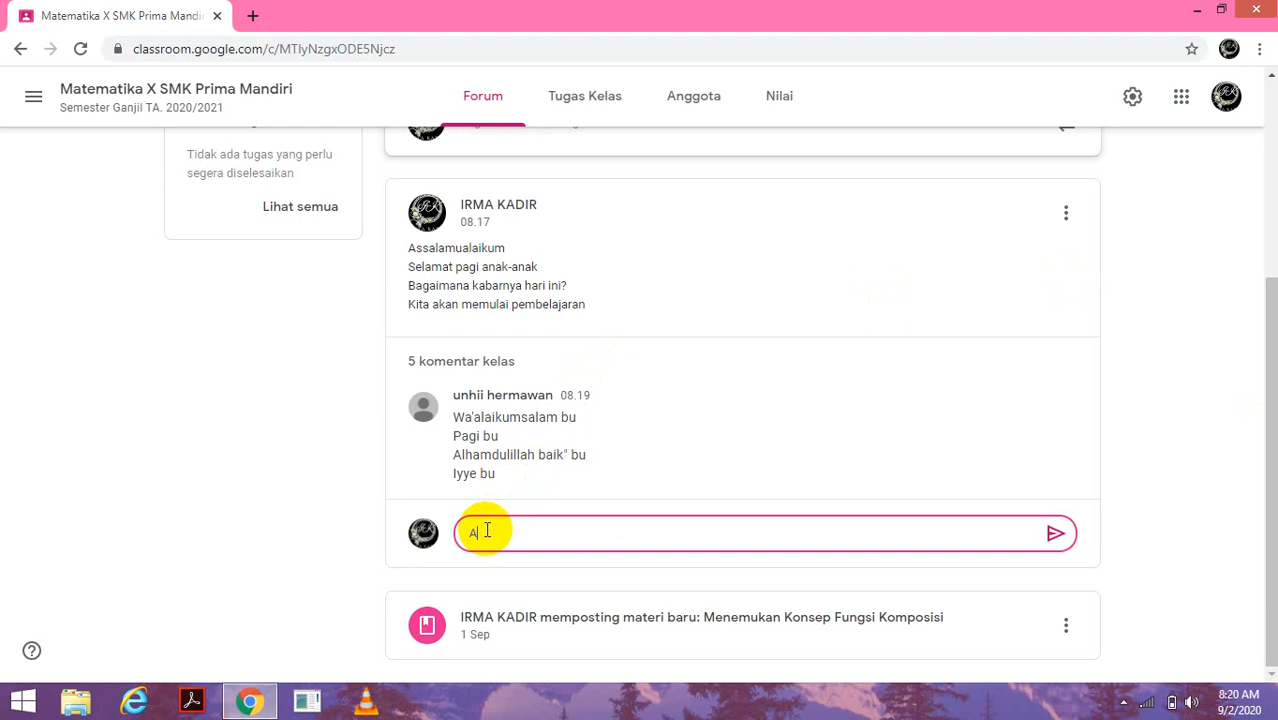 Matematika X SMK Prima Mandi
classroom.google.com/c/MTIyNzgxODE5Njcz
Matematika X SMK Prima Mandiri
Semester Ganjil TA. 2020/2021
Forum
Tugas Kelas
Anggota
Nilai
Tidak ada tugas yang perlu
segera diselesaikan
Lihat semua
IRMA KADIR
08.17
Assalamualaikum
Selamat pagi anak-anak
Bagaimana kabarnya hari ini?
Kita akan memulai pembelajaran
5 komentar kelas
unhii hermawan 08.19
Wa'alaikumsalam bu
Pagi bu
Alhamdulillah baik" bu
Iyye bu
A
IRMA KADIR memposting materi baru: Menemukan Konsep Fungsi Komposisi
1 Sep
8:20 AM
9/2/2020